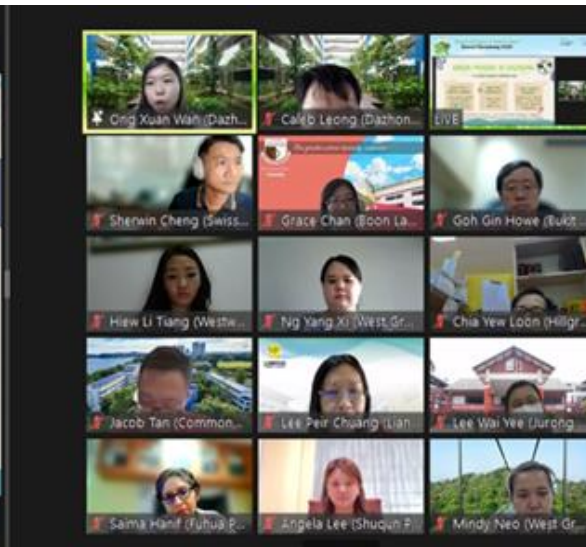 Ong Xuan Wan (Dazh...
Caleb Leong (Dazhon...
LIVE
Sherwin Cheng (Swiss...
Grace Chan (Boon La...
Goh Gin Howe (Bukit ...
Hiew Li Tiang (Westw...
Ng Yang Xi (West Gr...
Chia Yew Loon (Hillgr...
Jacob Tan (Common...
Lee Peir Chuang (Lian
Lee Wai Yee (Jurong
Saima Hanif (Fuhua P...
Angela Lee (Shuqun P...
Mindy Neo (West Gr...